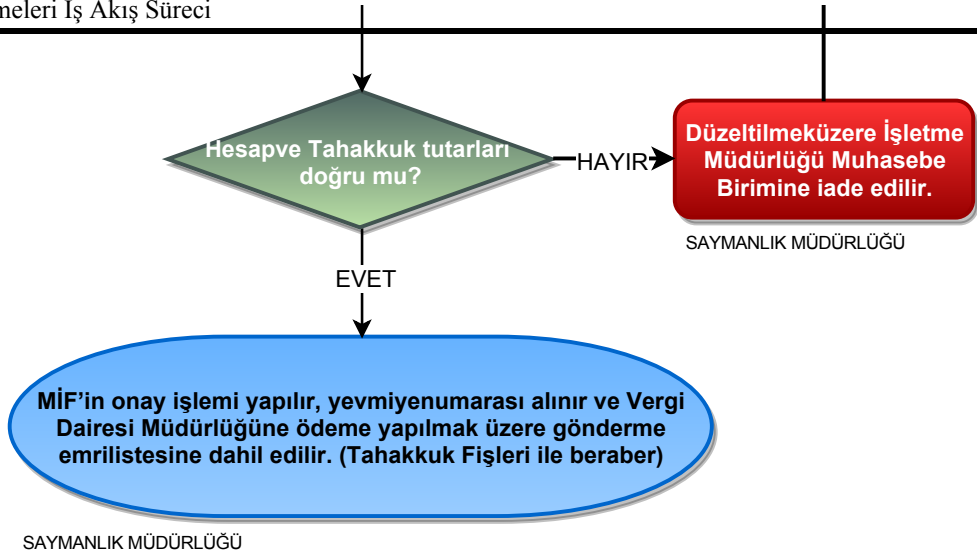 meleri İş Akış Süreci
Hesapve Tahakkuk tutarları
doğru mu?
HAYIR
Düzeltilmeküzere İşletme
Müdürlüğü Muhasebe
Birimine iade edilir.
SAYMANLIK MÜDÜRLÜĞÜ
EVET
MİF’in onay işlemi yapılır, yevmiyenumarası alınır ve Vergi
Dairesi Müdürlüğüne ödeme yapılmak üzere gönderme
emrilistesine dahil edilir. (Tahakkuk Fişleri ile beraber)
SAYMANLIK MÜDÜRLÜĞÜ